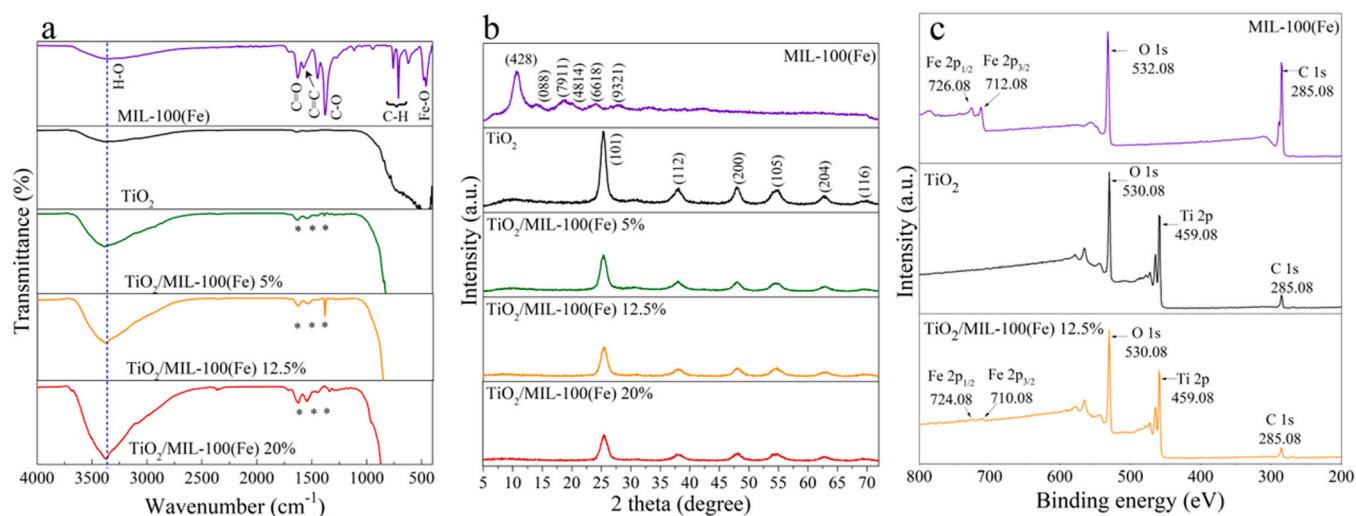 a
H-O
C=O
C=C
C-O
C-H
Fe-O
MIL-100(Fe)
TiO2
*
*
*
TiO2/MIL-100(Fe) 5%
*
*
*
TiO2/MIL-100(Fe) 12.5%
*
*
*
TiO2/MIL-100(Fe) 20%
Transmittance (%)
4000 3500 3000 2500 2000 1500 1000 500
Wavenumber (cm-1)
b
MIL-100(Fe)
(428)
(088)
(7911)
(4814)
(6618)
(9321)
TiO2
(101)
(112)
(200)
(105)
(204)
(116)
TiO2/MIL-100(Fe) 5%
TiO2/MIL-100(Fe) 12.5%
TiO2/MIL-100(Fe) 20%
Intensity (a.u.)
5 10 15 20 25 30 35 40 45 50 55 60 65 70
2 theta (degree)
c
MIL-100(Fe)
Fe 2p1/2
726.08
Fe 2p3/2
712.08
O 1s
532.08
C 1s
285.08
TiO2
O 1s
530.08
Ti 2p
459.08
C 1s
285.08
TiO2/MIL-100(Fe) 12.5%
Fe 2p1/2
724.08
Fe 2p3/2
710.08
O 1s
530.08
Ti 2p
459.08
C 1s
285.08
Intensity (a.u.)
800 700 600 500 400 300 200
Binding energy (eV)